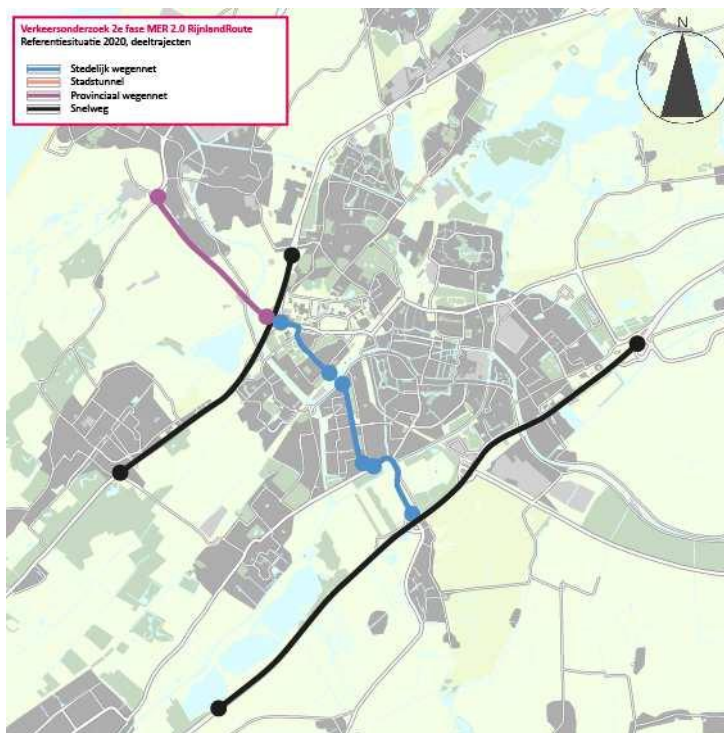 Verkeersonderzoek 2e fase MER 2.0 RijnlandRoute
Referentiesituatie 2020, deeltrajecten
Stedelijk wegennet
Stadstunnel
Provinciaal wegennet
Snelweg
N